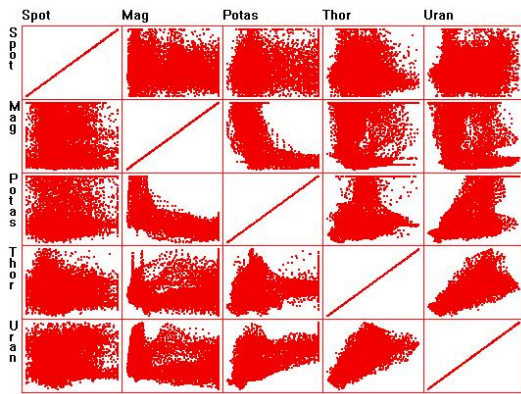 Spot Mag Potas Thor Uran
Spot
Mag
Potas
Thor
Uran